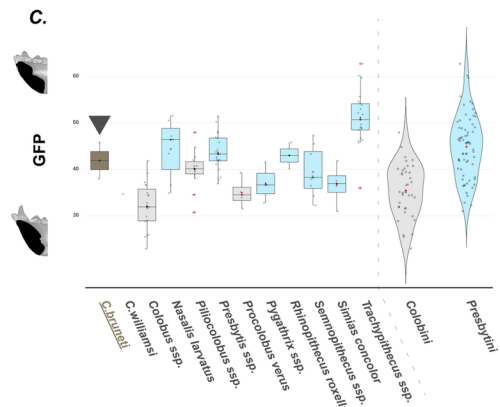 C.
GFP
60
50
40
30
C.bruneti
C.williamsi
Colobus ssp.
Nasalis larvatus
Piliocolobus ssp.
Presbytis ssp.
Procolobus verus
Pygathrix ssp.
Rhinopithecus roxell
Semnopithecus ssp.
Simias concolor
Trachypithecus ssp.
Colobini
Presbytini